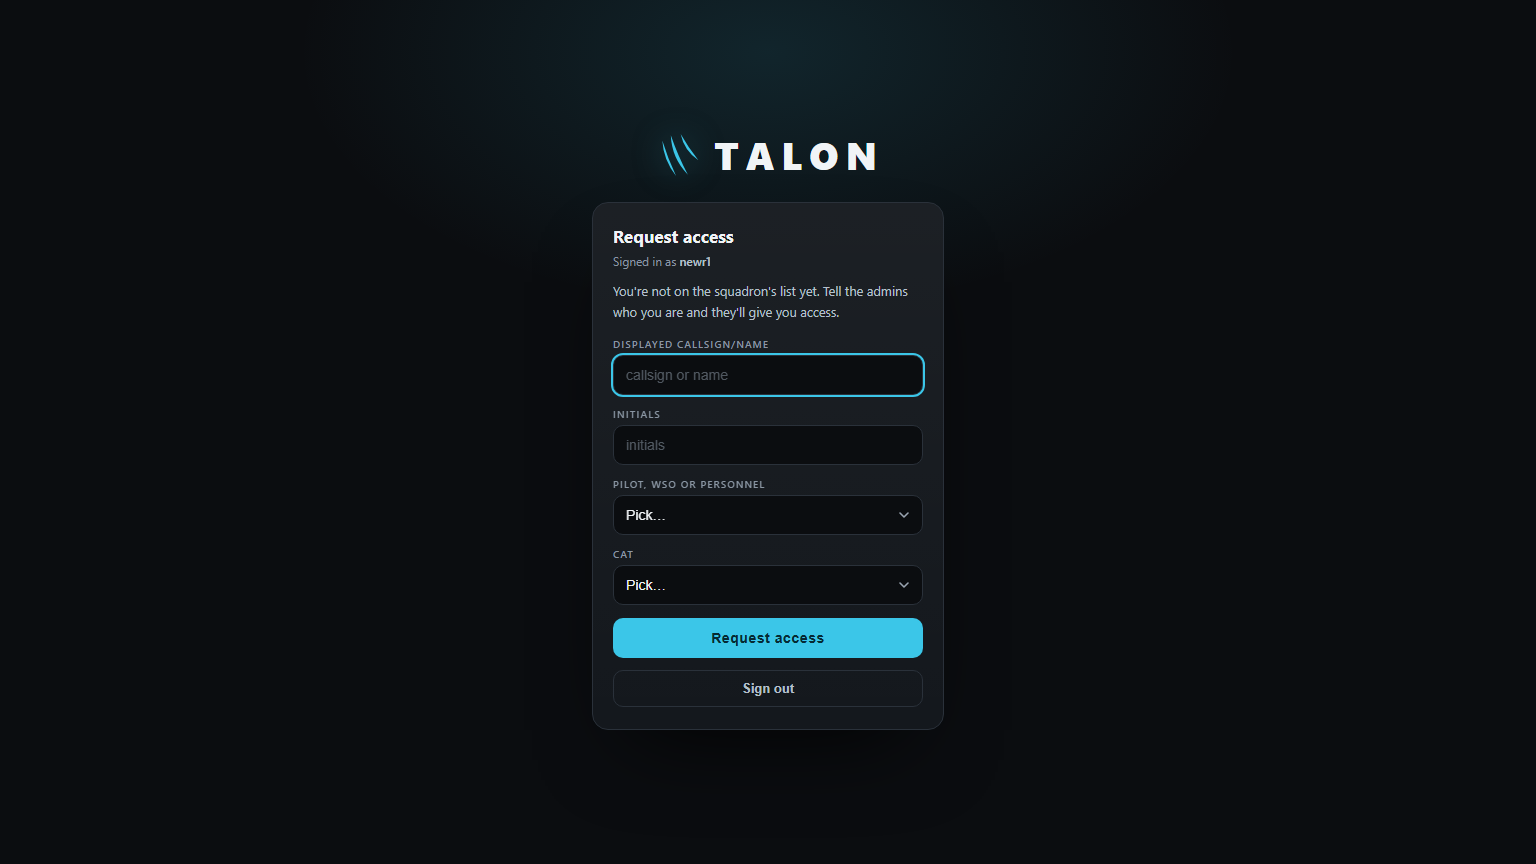 TALON
Request access
Signed in as newr1
You're not on the squadron's list yet. Tell the admins
who you are and they'll give you access.
DISPLAYED CALLSIGN/NAME
callsign or name
INITIALS
initials
PILOT, WSO OR PERSONNEL
Pick...
CAT
Pick...
Request access
Sign out